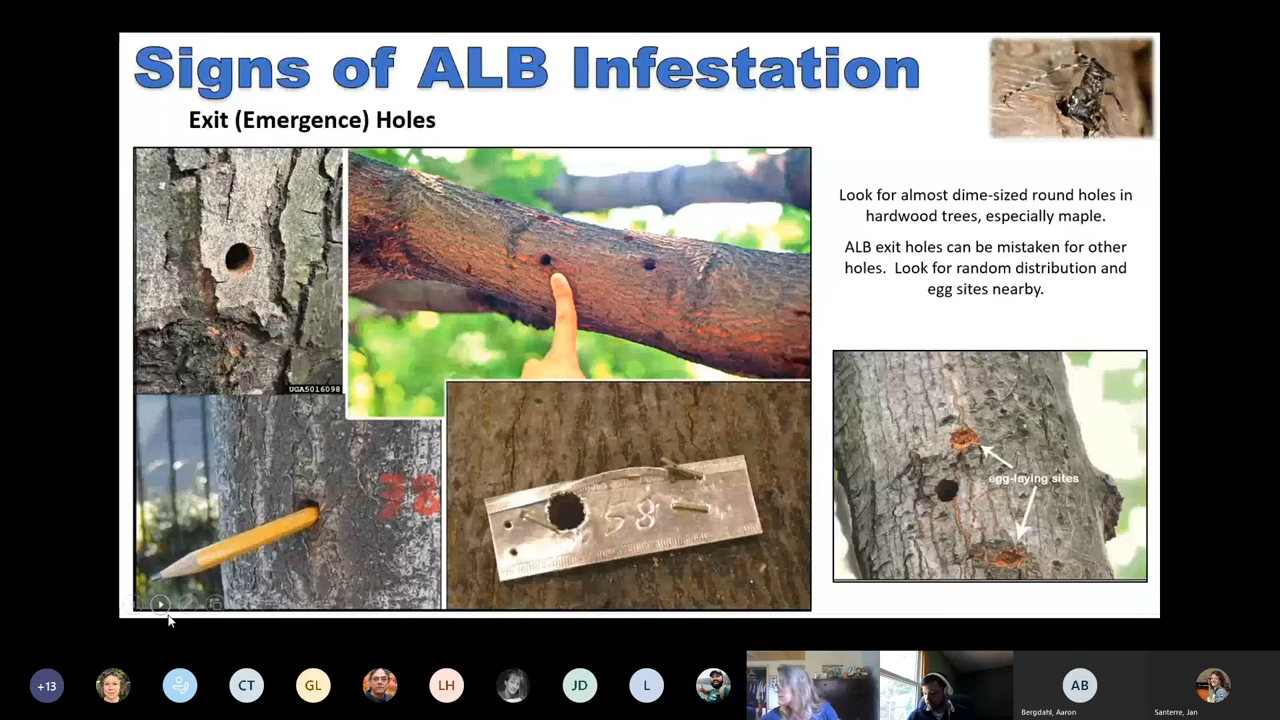 Signs of ALB Infestation
Exit (Emergence) Holes
Look for almost dime-sized round holes in
hardwood trees, especially maple.
ALB exit holes can be mistaken for other
holes. Look for random distribution and
egg sites nearby.
UGA5016098
38
58
egg-laying sites
+13
CT
GL
LH
JD
L
AB
Bergdahl, Aaron
Santerre, Jan